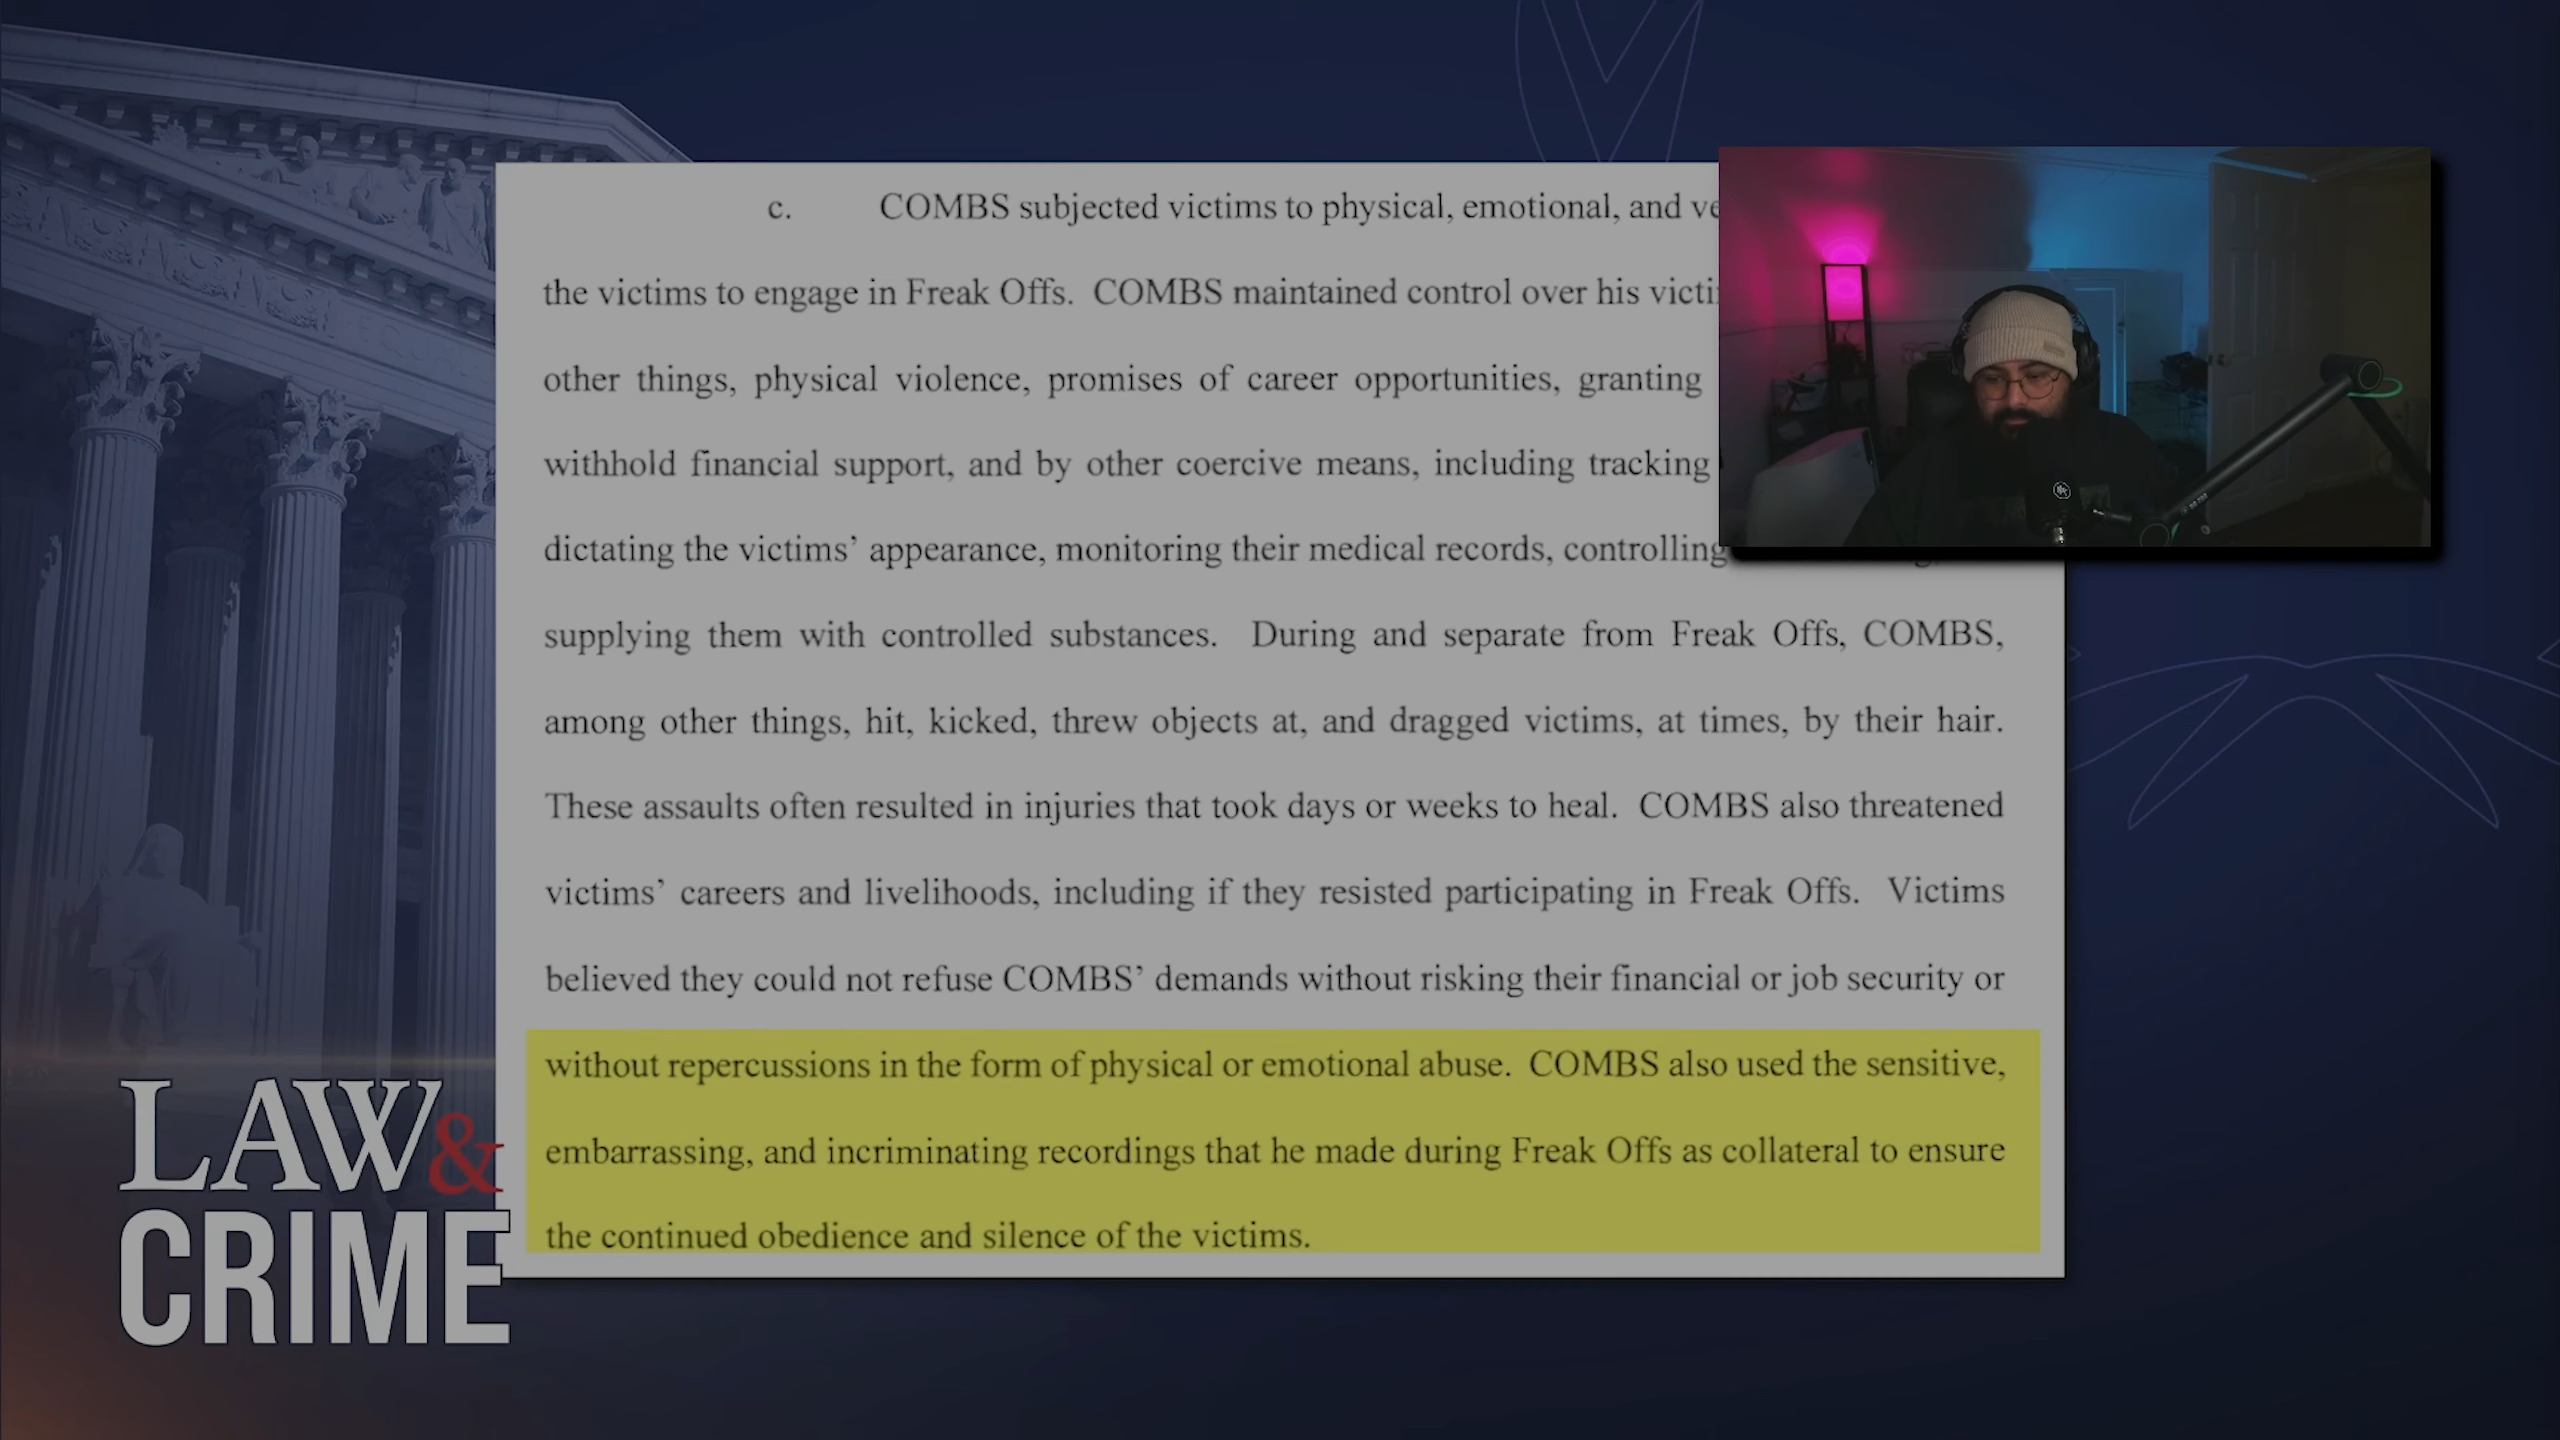 c. COMBS subjected victims to physical, emotional, and
the victims to engage in Freak Offs. COMBS maintained control over his
other things, physical violence, promises of career opportunities, granting
withhold financial support, and by other coercive means, including tracking
dictating the victims’ appearance, monitoring their medical records, controlling
supplying them with controlled substances. During and separate from Freak Offs, COMBS,
among other things, hit, kicked, threw objects at, and dragged victims, at times, by their hair.
These assaults often resulted in injuries that took days or weeks to heal. COMBS also threatened
victims’ careers and livelihoods, including if they resisted participating in Freak Offs. Victims
believed they could not refuse COMBS’ demands without risking their financial or job security or
without repercussions in the form of physical or emotional abuse. COMBS also used the sensitive,
embarrassing, and incriminating recordings that he made during Freak Offs as collateral to ensure
the continued obedience and silence of the victims.
LAW&
CRIME